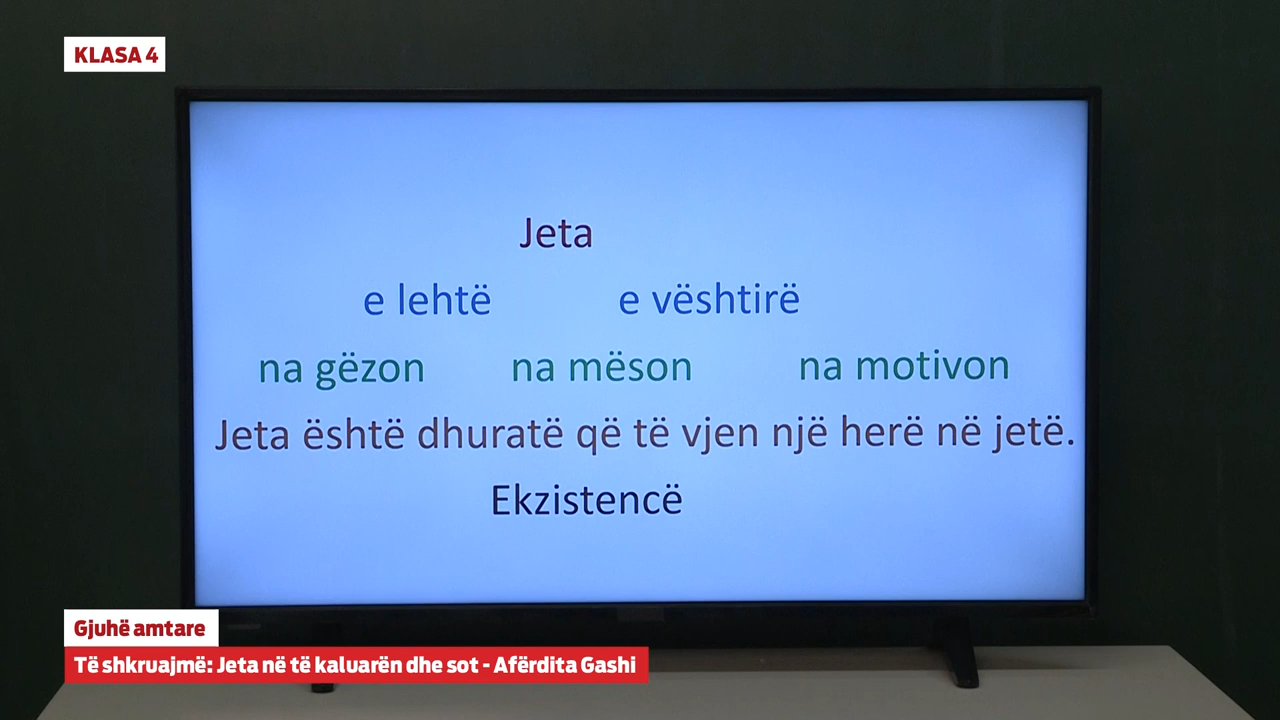 KLASA 4
Jeta
e lehtë e vështirë
na gëzon na mëson na motivon
Jeta është dhuratë që të vjen një herë në jetë.
Ekzistencë
Gjuhë amtare
Të shkruajmë: Jeta në të kaluarën dhe sot - Afërdita Gashi